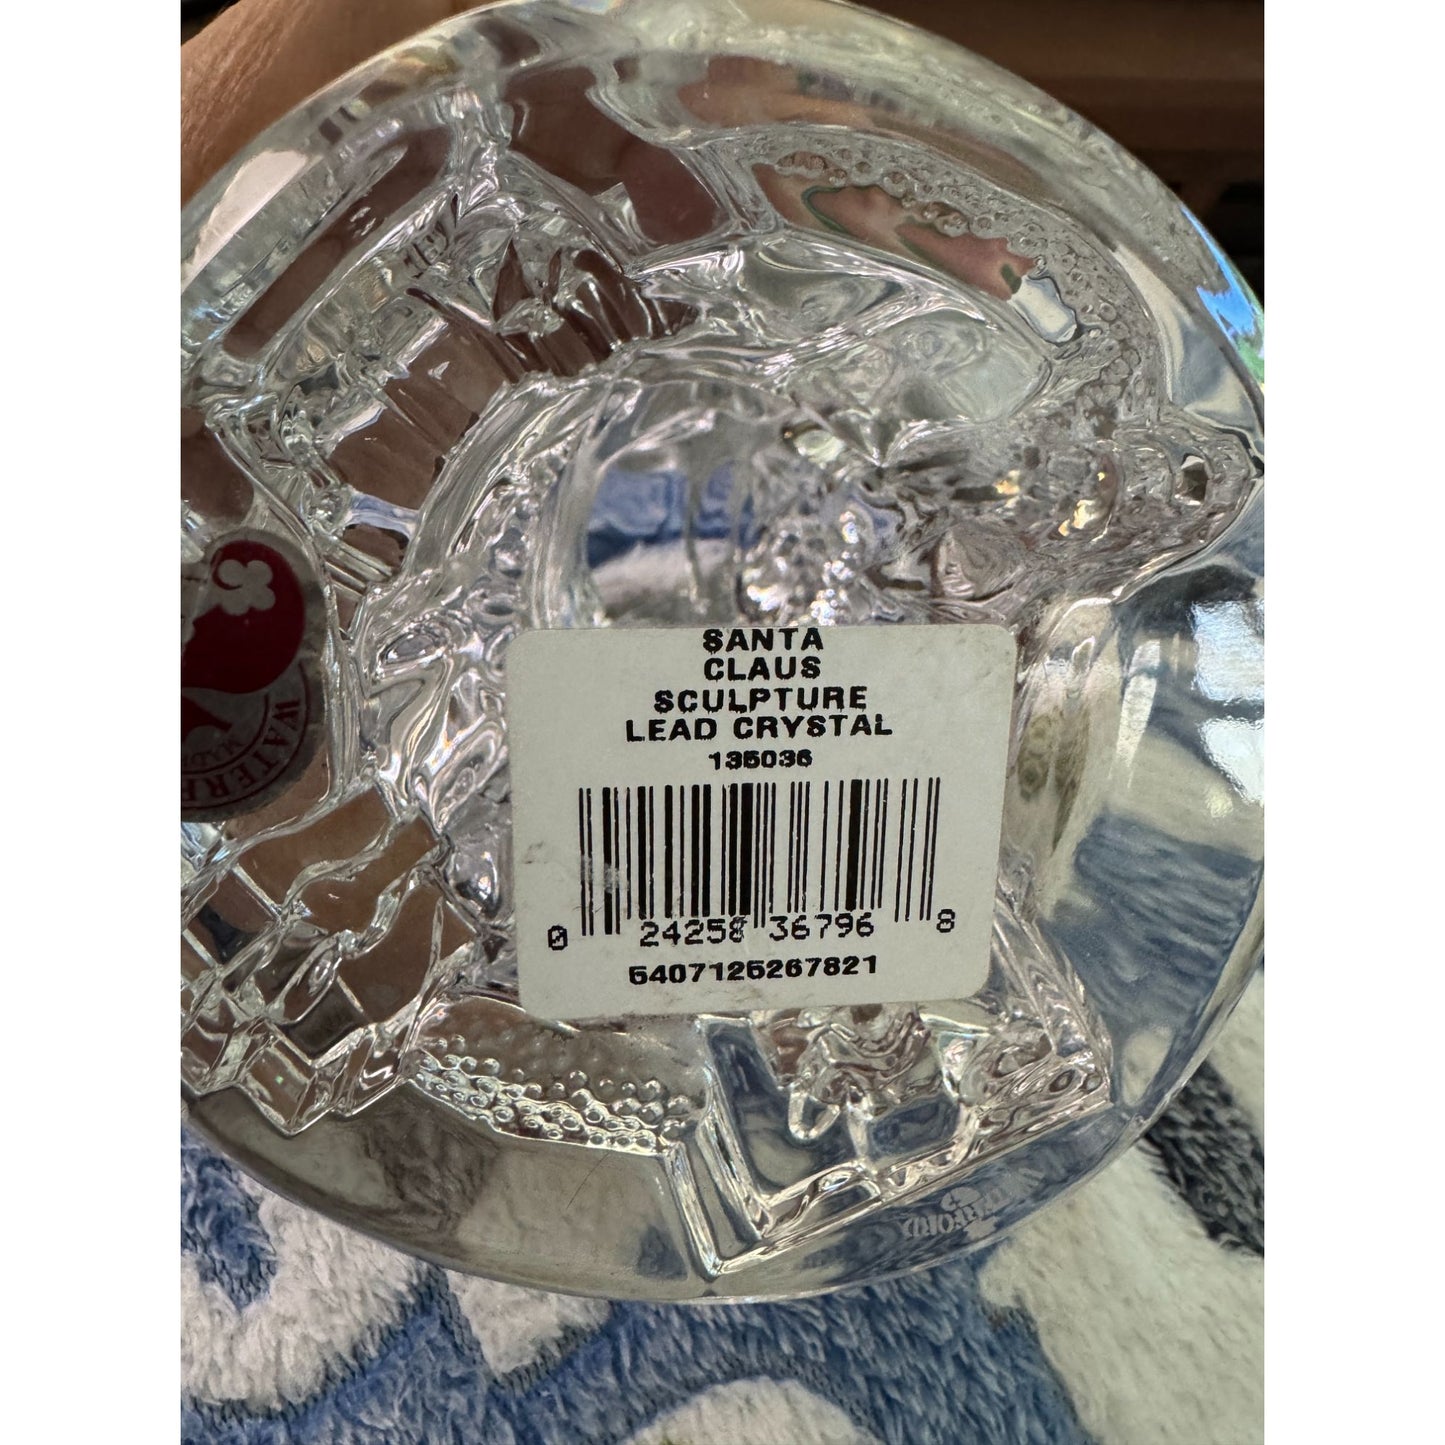 SANTA
CLAUS
SCULPTURE
LEAD CRYSTAL
135036
0 24258 36796 8
5407125267821